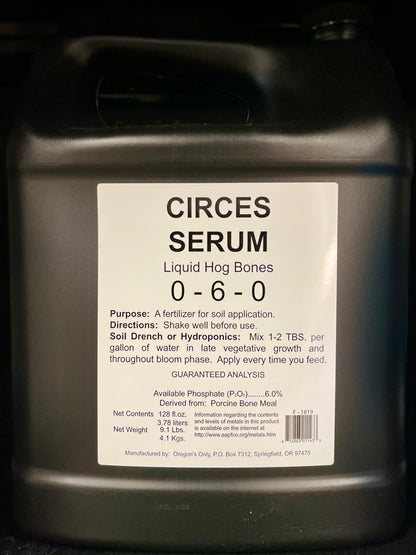 CIRCES
SERUM
Liquid Hog Bones
0 - 6 - 0
Purpose: A fertilizer for soil application.
Directions: Shake well before use.
Soil Drench or Hydroponics: Mix 1-2 TBS. per
gallon of water in late vegetative growth and
throughout bloom phase. Apply every time you feed.
GUARANTEED ANALYSIS
Available Phosphate (P₂O₅)........6.0%
Derived from: Porcine Bone Meal
Net Contents 128 fl.oz.
3.78 liters
Net Weight 9.1 Lbs.
4.1 Kgs.
Information regarding the contents
and levels of metals in this product
is available on the internet at
http://www.aapfco.org/metals.htm
F - 1819
Manufactured by: Oregon's Only, P.O. Box 7312, Springfield, OR 97475